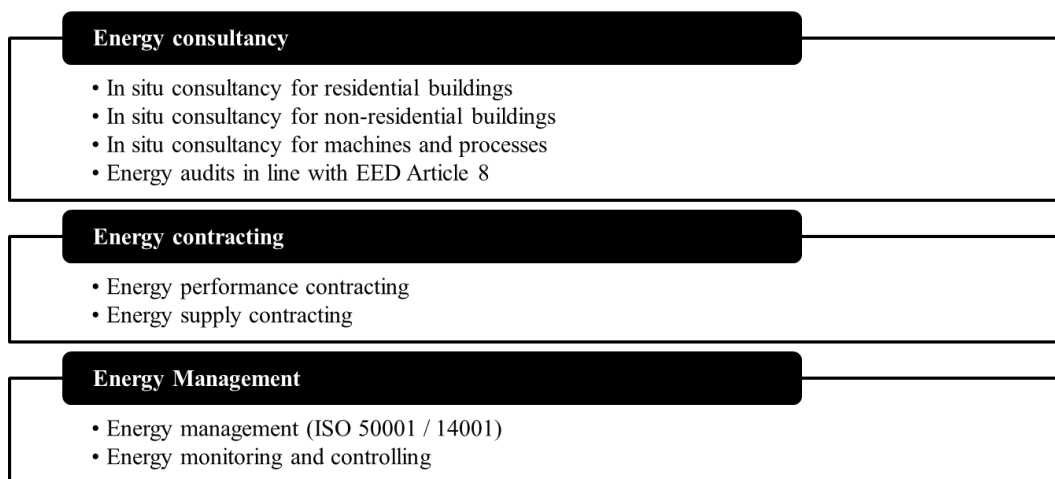 Energy consultancy
• In situ consultancy for residential buildings
• In situ consultancy for non-residential buildings
• In situ consultancy for machines and processes
• Energy audits in line with EED Article 8
Energy contracting
• Energy performance contracting
• Energy supply contracting
Energy Management
• Energy management (ISO 50001 / 14001)
• Energy monitoring and controlling